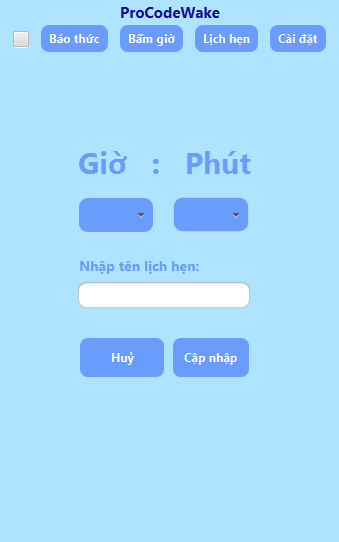 ProCodeWake
Báo thức Bấm giờ Lịch hẹn Cài đặt
Giờ : Phút
Nhập tên lịch hẹn:
Huỷ Cập nhập